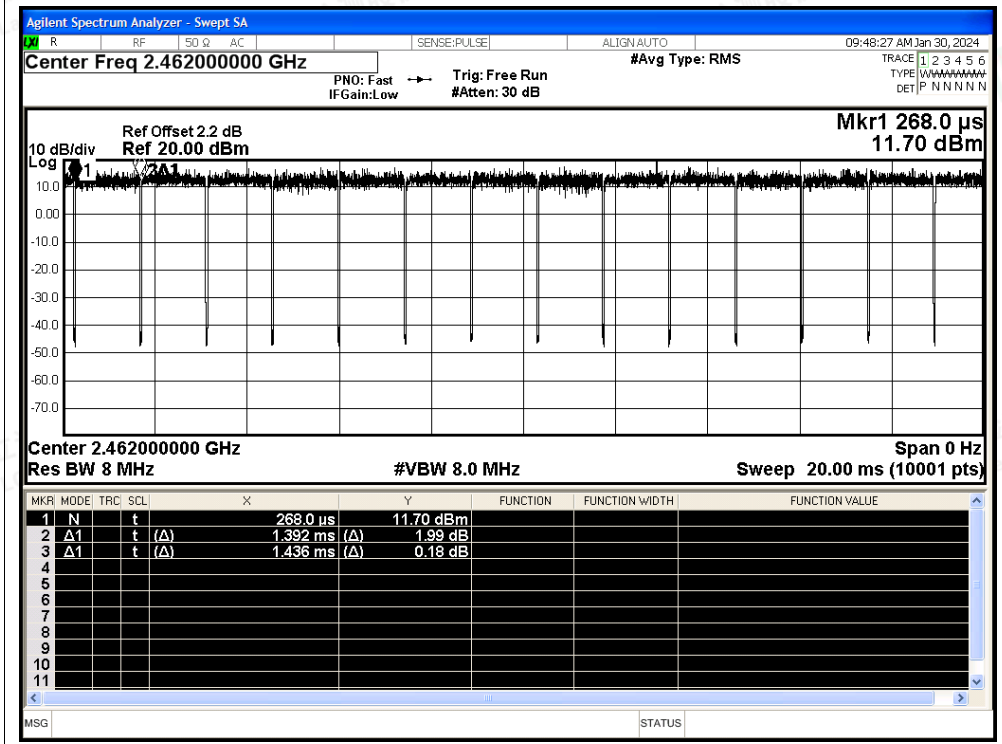 Agilent Spectrum Analyzer - Swept SA
LXI R RF 50 Ω AC SENSE:PULSE ALIGN AUTO 09:48:27 AM Jan 30, 2024
Center Freq 2.462000000 GHz #Avg Type: RMS TRACE 1 2 3 4 5 6
PNO: Fast Trig: Free Run TYPE WWWWWW
IFGain:Low #Atten: 30 dB DET P N N N N N
Mkr1 268.0 µs
Ref Offset 2.2 dB
10 dB/div Ref 20.00 dBm 11.70 dBm
Log
1 3Δ1
10.0
0.00
-10.0
-20.0
-30.0
-40.0
-50.0
-60.0
-70.0
Center 2.462000000 GHz Span 0 Hz
Res BW 8 MHz #VBW 8.0 MHz Sweep 20.00 ms (10001 pts)
MKR MODE TRC SCL X Y FUNCTION FUNCTION WIDTH FUNCTION VALUE
1 N t 268.0 µs 11.70 dBm
2 Δ1 t (Δ) 1.392 ms (Δ) 1.99 dB
3 Δ1 t (Δ) 1.436 ms (Δ) 0.18 dB
4
5
6
7
8
9
10
11
MSG STATUS